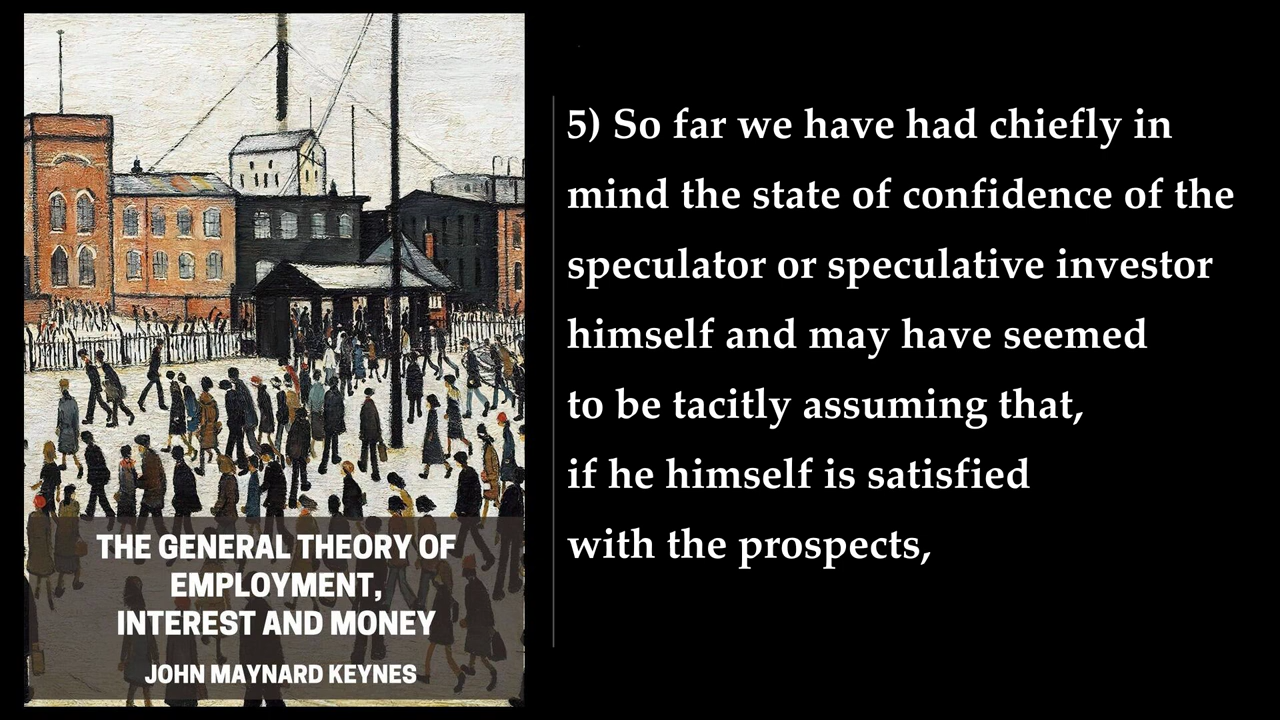 THE GENERAL THEORY OF
EMPLOYMENT,
INTEREST AND MONEY
JOHN MAYNARD KEYNES
5) So far we have had chiefly in
mind the state of confidence of the
speculator or speculative investor
himself and may have seemed
to be tacitly assuming that,
if he himself is satisfied
with the prospects,